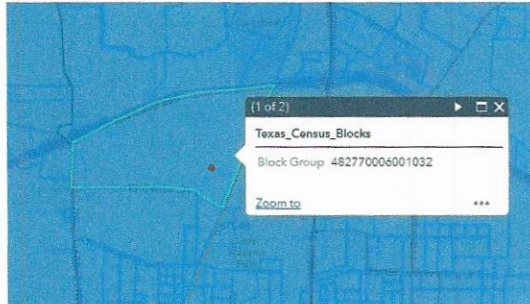 (1 of 2)
Texas_Census_Blocks
Block Group 482770006001032
Zoom to